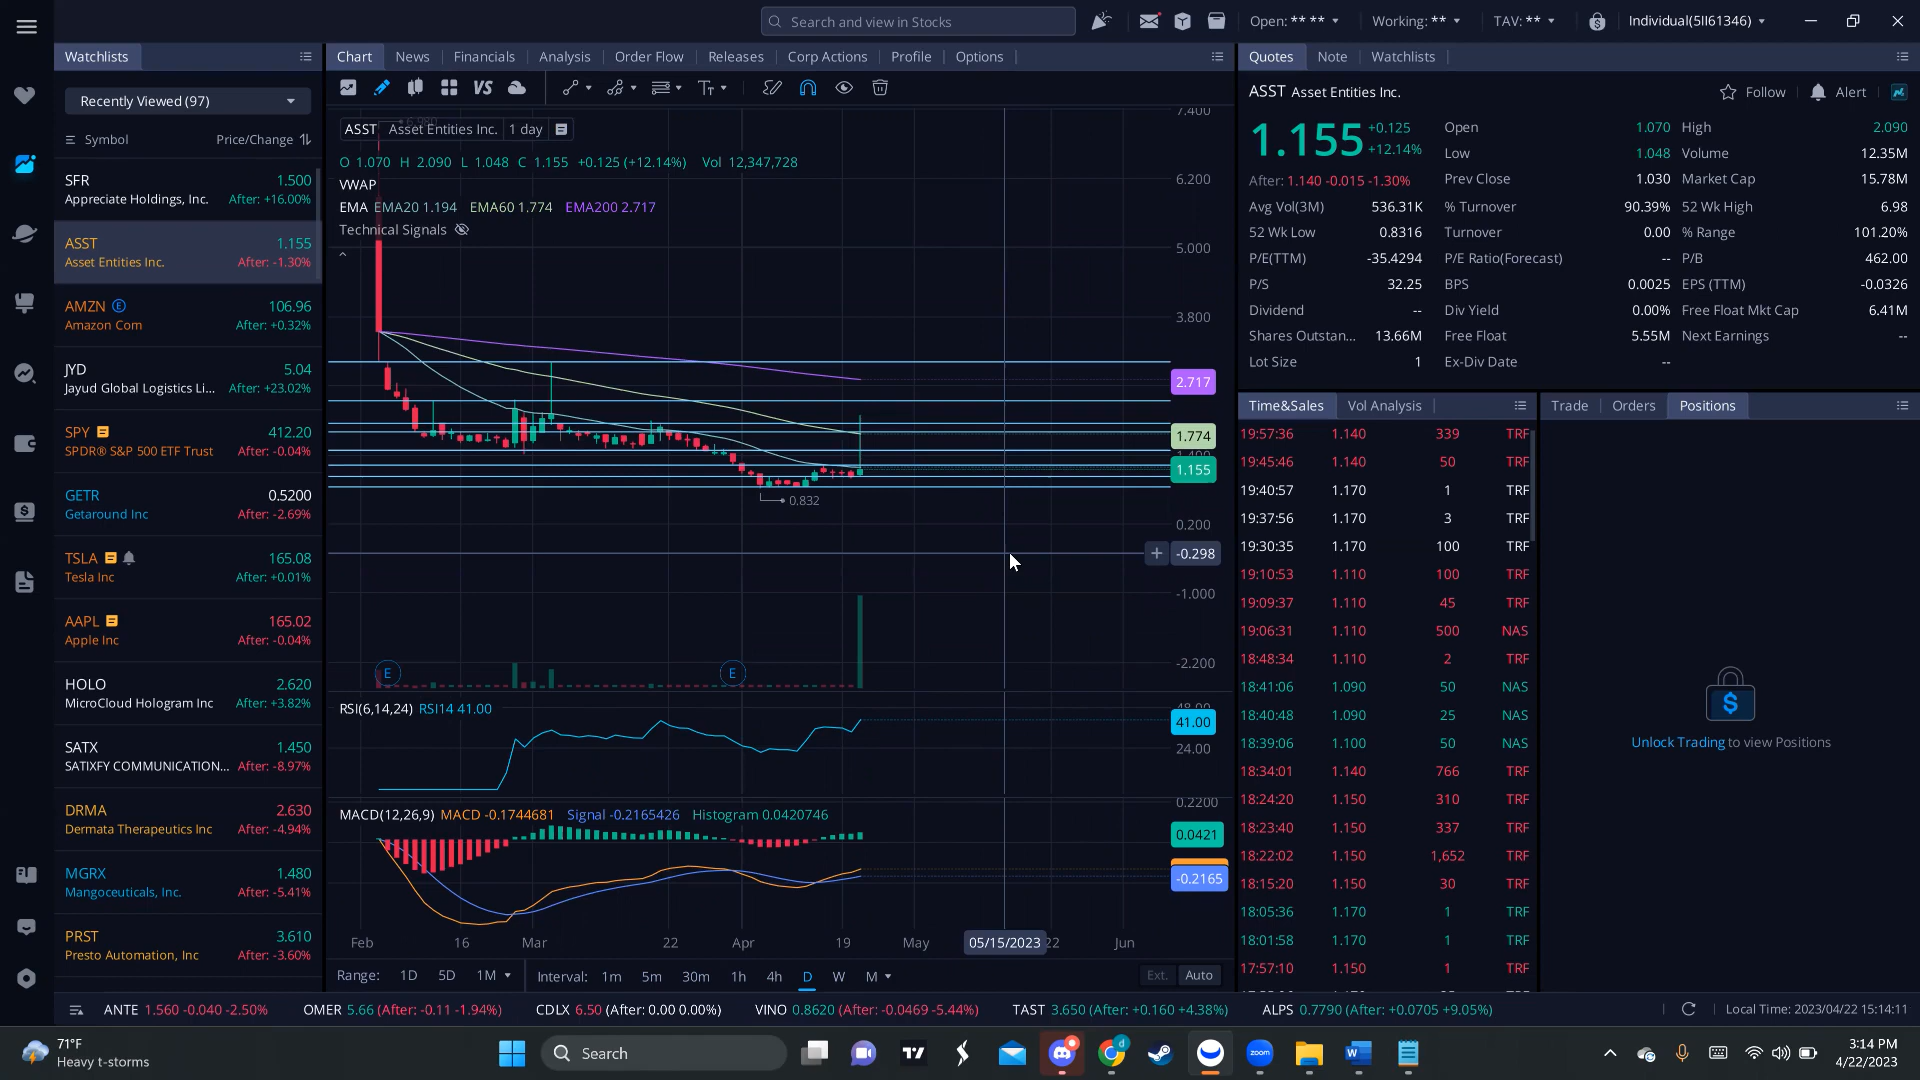 Search and view in Stocks
Open: ** **
Working: **
TAV: **
Individual(5II61346)
Watchlists
Recently Viewed (97)
Symbol
Price/Change
SFR 1.500
Appreciate Holdings, Inc. After: +16.00%
ASST 1.155
Asset Entities Inc. After: -1.30%
AMZN E 106.96
Amazon Com After: +0.32%
JYD 5.04
Jayud Global Logistics Li... After: +23.02%
SPY 412.20
SPDR® S&P 500 ETF Trust After: -0.04%
GETR 0.5200
Getaround Inc After: -2.69%
TSLA 165.08
Tesla Inc After: +0.01%
AAPL 165.02
Apple Inc After: -0.04%
HOLO 2.620
MicroCloud Hologram Inc After: +3.82%
SATX 1.450
SATIXFY COMMUNICATION... After: -8.97%
DRMA 2.630
Dermata Therapeutics Inc After: -4.94%
MGRX 1.480
Mangoceuticals, Inc. After: -5.41%
PRST 3.610
Presto Automation, Inc After: -3.60%
Chart News Financials Analysis Order Flow Releases Corp Actions Profile Options
VS
Tт
ASST Asset Entities Inc. 1 day
O 1.070 H 2.090 L 1.048 C 1.155 +0.125 (+12.14%) Vol 12,347,728
VWAP
EMA EMA20 1.194 EMA60 1.774 EMA200 2.717
Technical Signals
7.400
6.200
5.000
3.800
2.717
1.774
1.155
0.832
0.200
-0.298
-1.000
-2.200
E E
RSI(6,14,24) RSI14 41.00
48.00
41.00
24.00
MACD(12,26,9) MACD -0.1744681 Signal -0.2165426 Histogram 0.0420746
0.2200
0.0421
-0.2165
Feb 16 Mar 22 Apr 19 May 05/15/2023 22 Jun
Range: 1D 5D 1M Interval: 1m 5m 30m 1h 4h D W M Ext. Auto
Quotes Note Watchlists
ASST Asset Entities Inc. Follow Alert
1.155 +0.125
+12.14%
After: 1.140 -0.015 -1.30%
Open 1.070 High 2.090
Low 1.048 Volume 12.35M
Prev Close 1.030 Market Cap 15.78M
Avg Vol(3M) 536.31K % Turnover 90.39% 52 Wk High 6.98
52 Wk Low 0.8316 Turnover 0.00 % Range 101.20%
P/E(TTM) -35.4294 P/E Ratio(Forecast) -- P/B 462.00
P/S 32.25 BPS 0.0025 EPS (TTM) -0.0326
Dividend -- Div Yield 0.00% Free Float Mkt Cap 6.41M
Shares Outstan... 13.66M Free Float 5.55M Next Earnings --
Lot Size 1 Ex-Div Date --
Time&Sales Vol Analysis
19:57:36 1.140 339 TRF
19:45:46 1.140 50 TRF
19:40:57 1.170 1 TRF
19:37:56 1.170 3 TRF
19:30:35 1.170 100 TRF
19:10:53 1.110 100 TRF
19:09:37 1.110 45 TRF
19:06:31 1.110 500 NAS
18:48:34 1.110 2 TRF
18:41:06 1.090 50 NAS
18:40:48 1.090 25 NAS
18:39:06 1.100 50 NAS
18:34:01 1.140 766 TRF
18:24:20 1.150 310 TRF
18:23:40 1.150 337 TRF
18:22:02 1.150 1,652 TRF
18:15:20 1.150 30 TRF
18:05:36 1.170 1 TRF
18:01:58 1.170 1 TRF
17:57:10 1.150 1 TRF
Trade Orders Positions
Unlock Trading to view Positions
ANTE 1.560 -0.040 -2.50% OMER 5.66 (After: -0.11 -1.94%) CDLX 6.50 (After: 0.00 0.00%) VINO 0.8620 (After: -0.0469 -5.44%) TAST 3.650 (After: +0.160 +4.38%) ALPS 0.7790 (After: +0.0705 +9.05%) Local Time: 2023/04/22 15:14:11
71°F
Heavy t-storms
Search
zoom
3:14 PM
4/22/2023